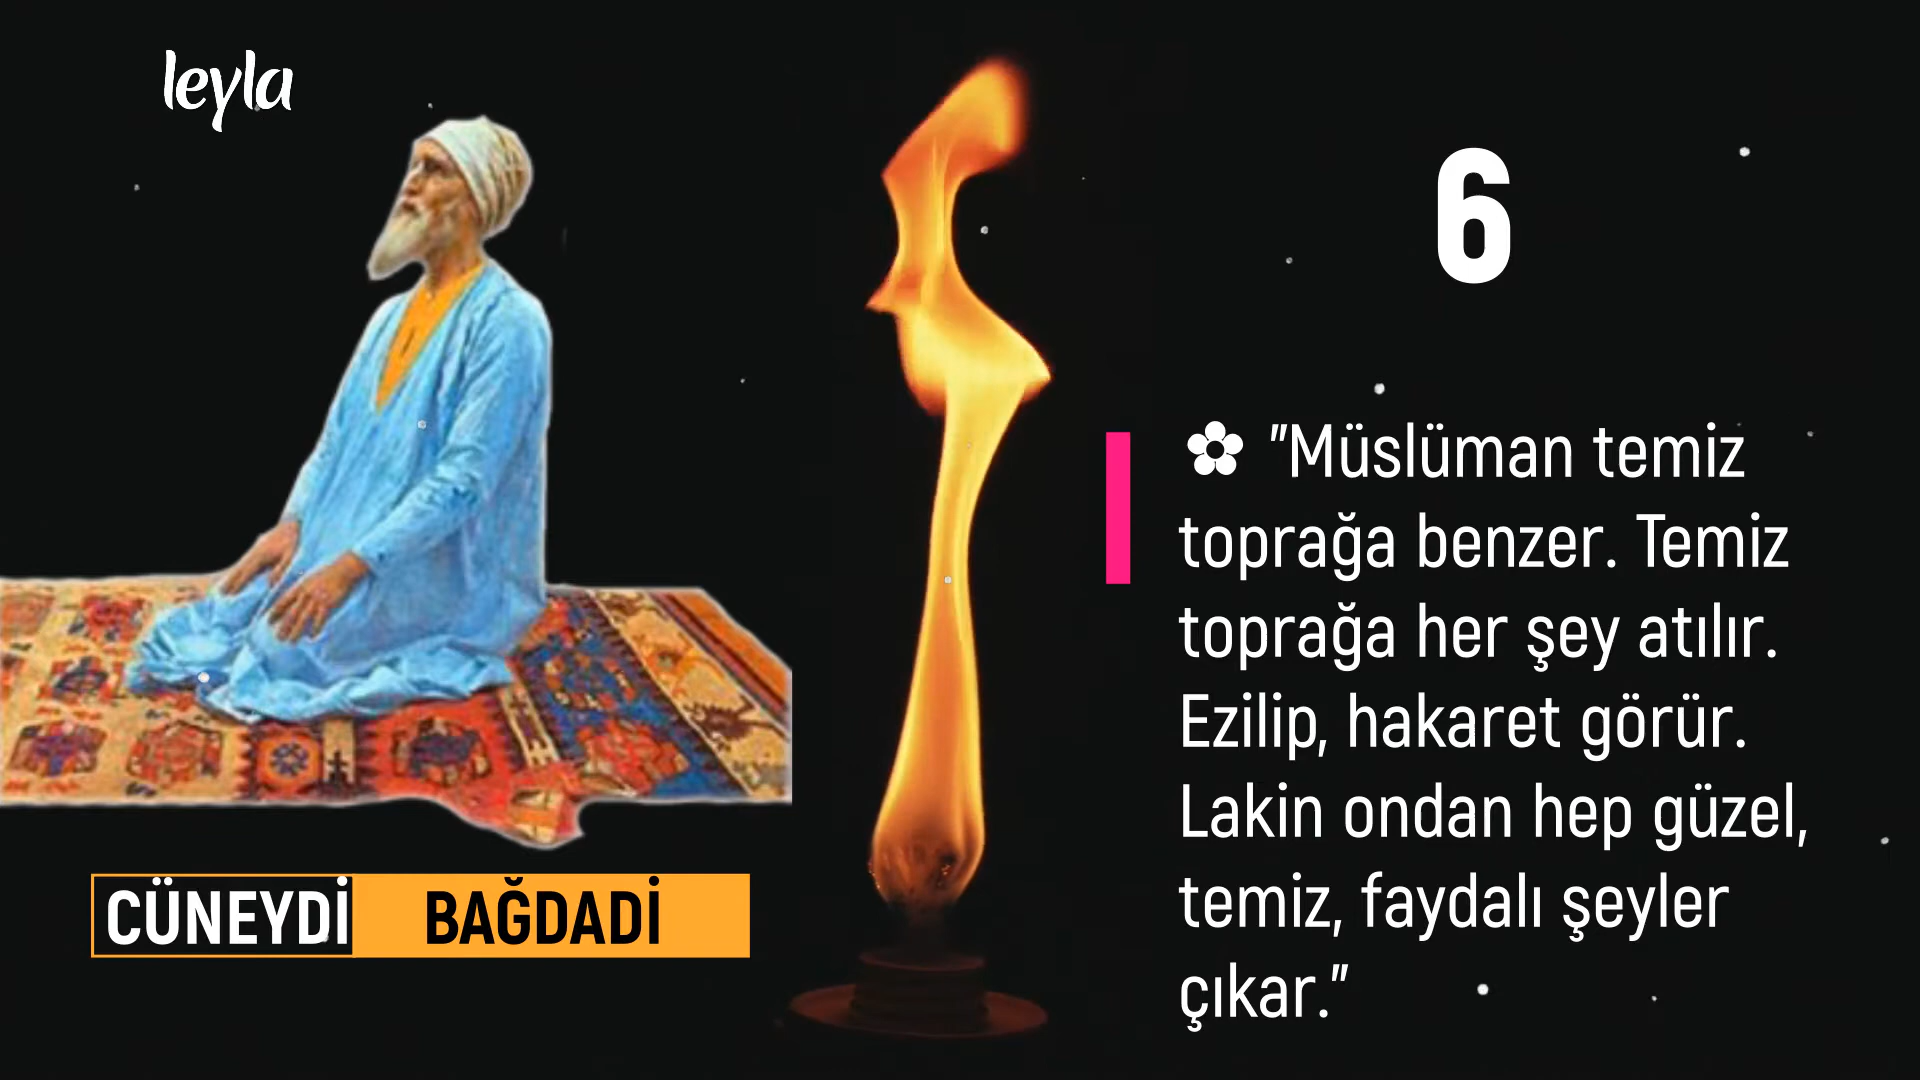 leyla
6
✿ "Müslüman temiz
toprağa benzer. Temiz
toprağa her şey atılır.
Ezilip, hakaret görür.
Lakin ondan hep güzel,
temiz, faydalı şeyler
çıkar."
CÜNEYDİ BAĞDADİ